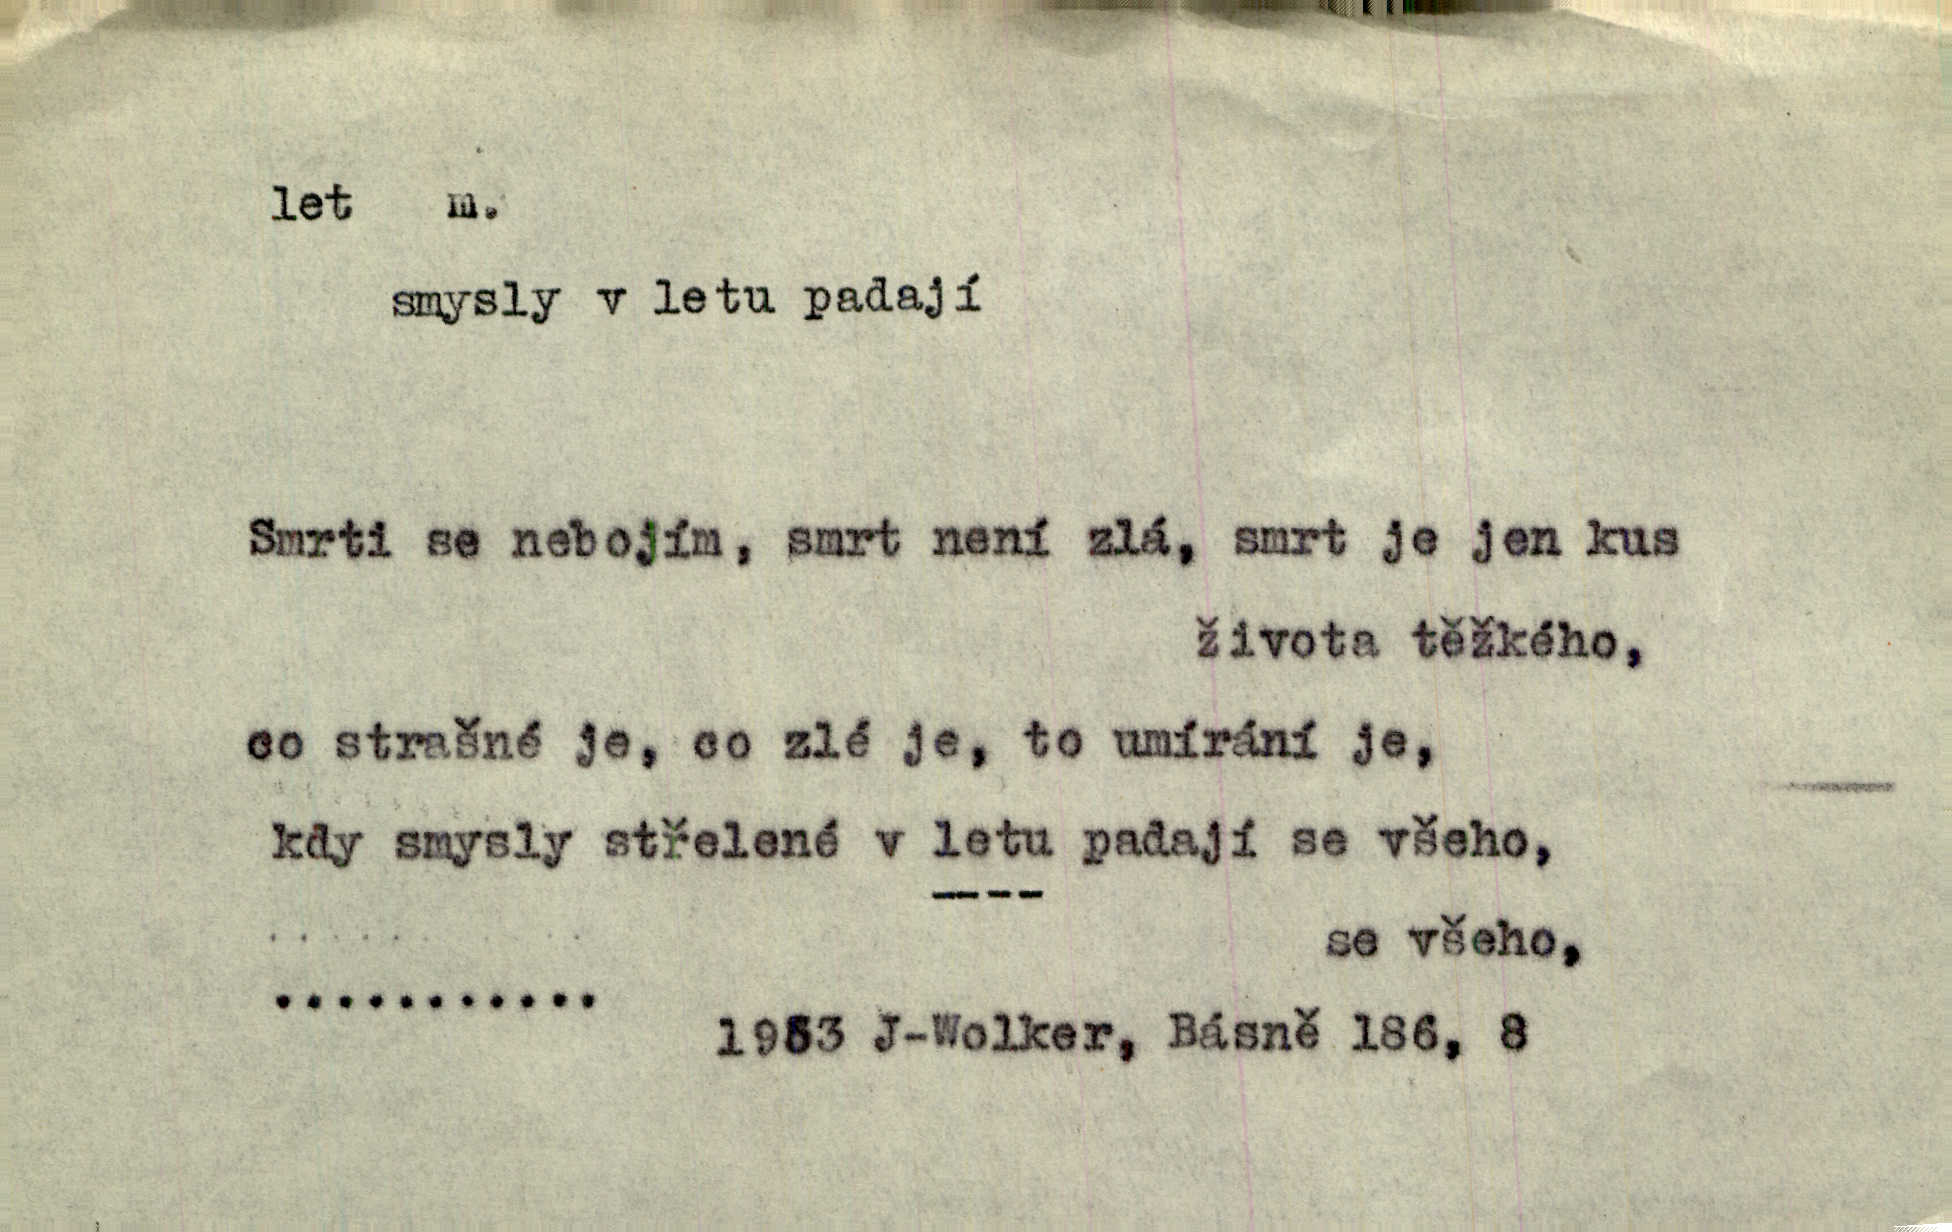 let m.
smysly v letu padají
Smrti se nebojím, smrt není zlá, smrt je jen kus
života těžkého,
co strašné je, co zlé je, to umírání je,
kdy smysly střelené v letu padají se všeho,
----
se všeho,
...........
1953 J-Wolker, Básně 186, 8